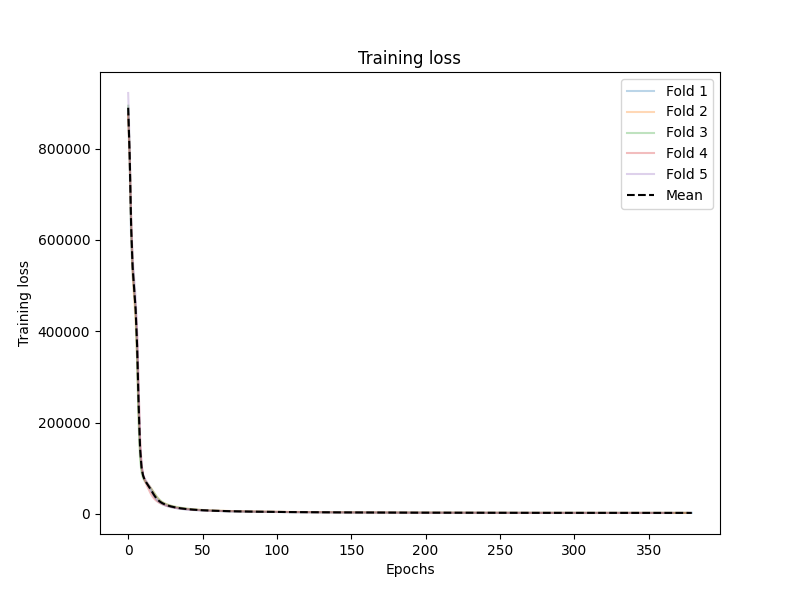 Training loss
Fold 1
Fold 2
Fold 3
Fold 4
Fold 5
Mean
Training loss
800000
600000
400000
200000
0
0 50 100 150 200 250 300 350
Epochs